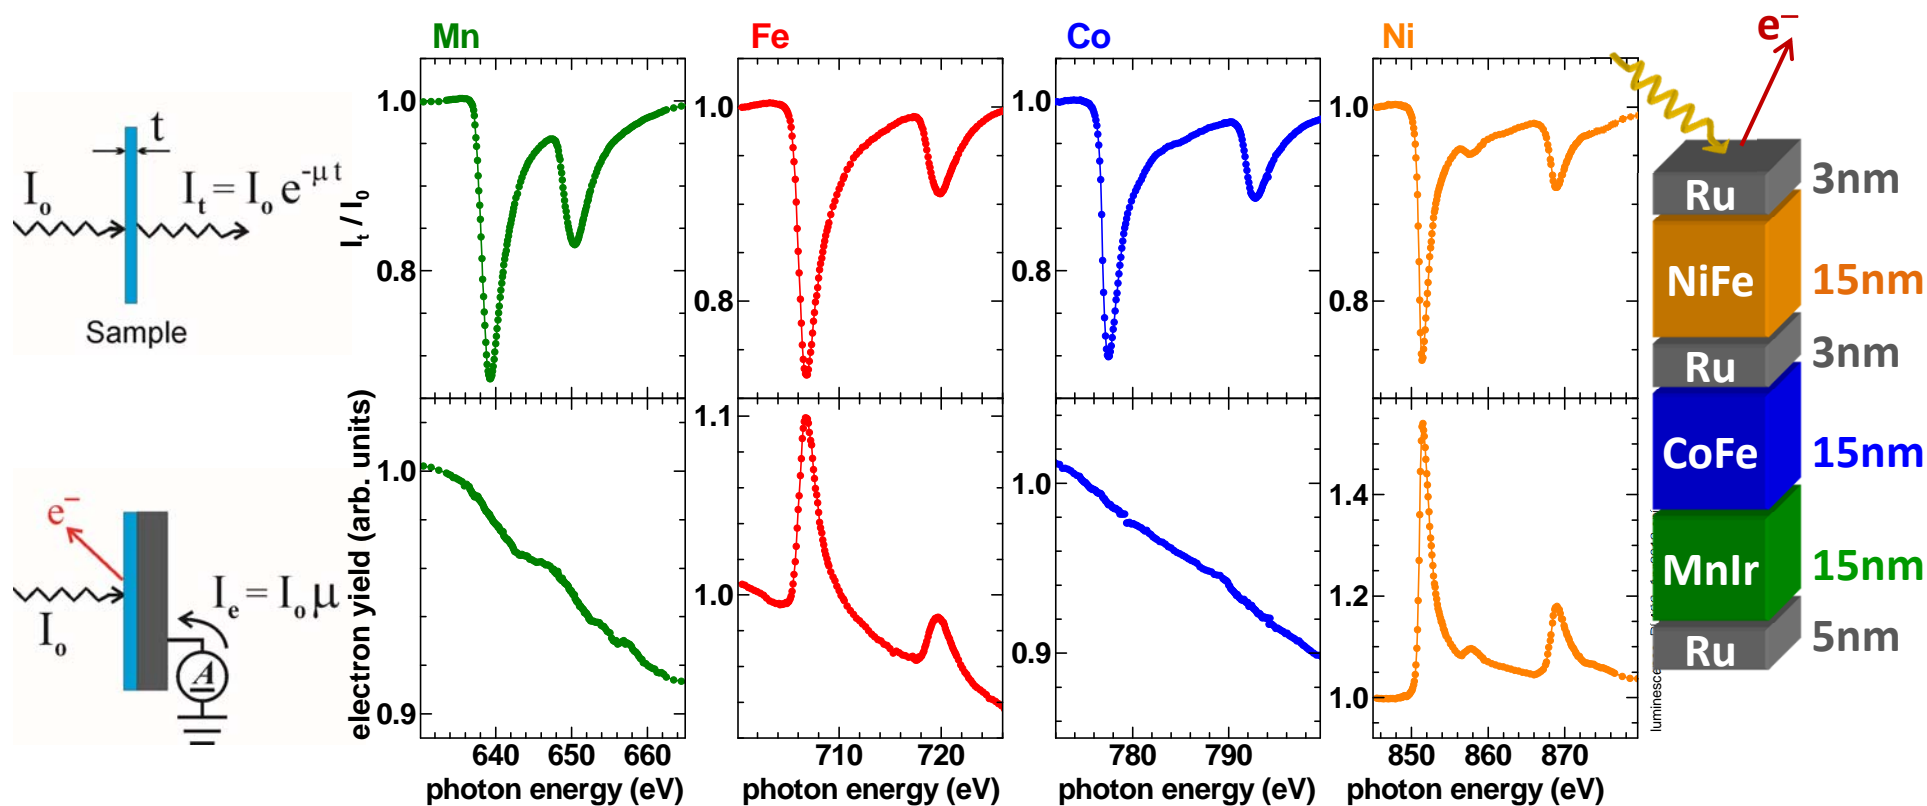 Mn
Fe
Co
Ni
e–
t
I₀
Iₜ = I₀ e^-μt
Sample
Iₜ / I₀
1.0
0.8
1.0
0.8
1.0
0.8
1.0
0.8
Ru 3nm
NiFe 15nm
Ru 3nm
CoFe 15nm
MnIr 15nm
Ru 5nm
e–
I₀
Iₑ = I₀ μ
A
electron yield (arb. units)
1.0
0.9
1.1
1.0
1.0
0.9
1.4
1.2
1.0
640 650 660
710 720
780 790
850 860 870
photon energy (eV)
photon energy (eV)
photon energy (eV)
photon energy (eV)